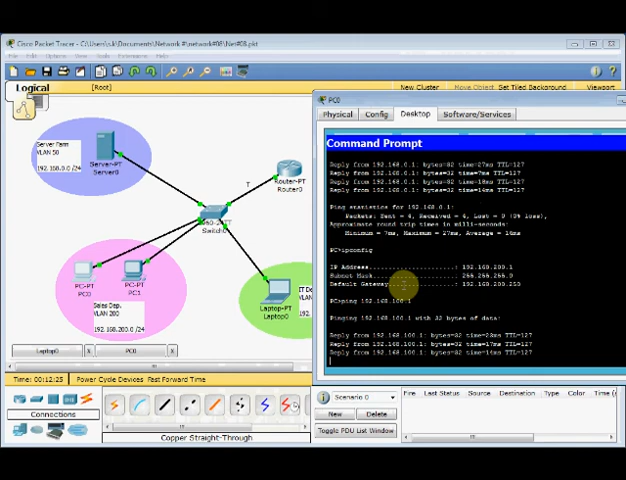 Cisco Packet Tracer - C:\Users\s.k\Documents\Network #\network#08\Net#08.pkt
File Edit Options View Tools Extensions Help
Logical
[Root]
New Cluster
Move Object
Set Tiled Background
Viewport
Server Farm
VLAN 50
192.168.0.0 /24
Server-PT
Server0
Router-PT
Router0
T
Switch0
PC-PT
PC0
PC-PT
PC1
Sales Dep.
VLAN 200
192.168.200.0 /24
Laptop-PT
Laptop0
Laptop0 X
PC0 X
Time: 00:12:25
Power Cycle Devices Fast Forward Time
Connections
Copper Straight-Through
PC0
Physical
Config
Desktop
Software/Services
Command Prompt
Reply from 192.168.0.1: bytes=32 time=27ms TTL=127
Reply from 192.168.0.1: bytes=32 time=7ms TTL=127
Reply from 192.168.0.1: bytes=32 time=18ms TTL=127
Reply from 192.168.0.1: bytes=32 time=14ms TTL=127
Ping statistics for 192.168.0.1:
Packets: Sent = 4, Received = 4, Lost = 0 (0% loss),
Approximate round trip times in milli-seconds:
Minimum = 7ms, Maximum = 27ms, Average = 16ms
PC>ipconfig
IP Address......................: 192.168.200.1
Subnet Mask.....................: 255.255.255.0
Default Gateway.................: 192.168.200.250
PC>ping 192.168.100.1
Pinging 192.168.100.1 with 32 bytes of data:
Reply from 192.168.100.1: bytes=32 time=28ms TTL=127
Reply from 192.168.100.1: bytes=32 time=17ms TTL=127
Reply from 192.168.100.1: bytes=32 time=14ms TTL=127
Scenario 0
New
Delete
Toggle PDU List Window
Fire Last Status Source Destination Type Color Time (